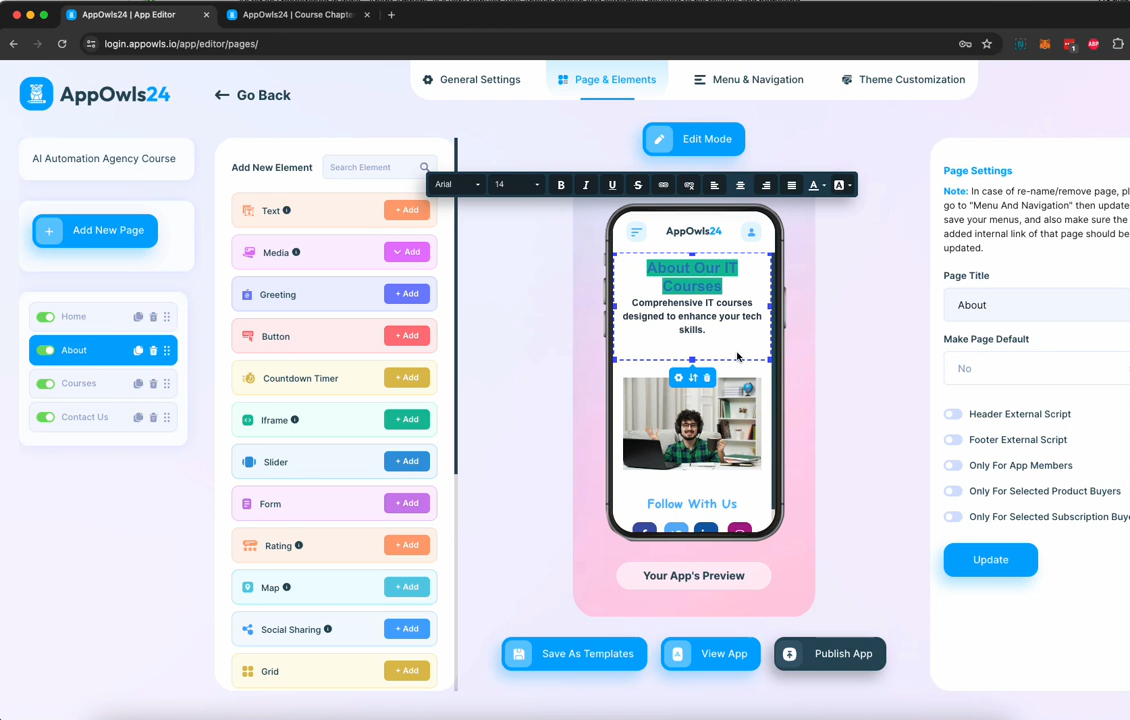 AppOwls24 | App Editor
AppOwls24 | Course Chapte
login.appowls.io/app/editor/pages/
1
ABP
AppOwls24
Go Back
General Settings
Page & Elements
Menu & Navigation
Theme Customization
AI Automation Agency Course
Add New Page
Home
About
Courses
Contact Us
Add New Element
Search Element
Text
+ Add
Media
Add
Greeting
+ Add
Button
+ Add
Countdown Timer
+ Add
Iframe
+ Add
Slider
+ Add
Form
+ Add
Rating
+ Add
Map
+ Add
Social Sharing
+ Add
Grid
+ Add
Edit Mode
Arial
14
B I U S A A
AppOwls24
About Our IT
Courses
Comprehensive IT courses
designed to enhance your tech
skills.
Follow With Us
Your App's Preview
Save As Templates
View App
Publish App
Page Settings
Note: In case of re-name/remove page, pl
go to "Menu And Navigation" then update
save your menus, and also make sure the
added internal link of that page should be
updated.
Page Title
About
Make Page Default
No
Header External Script
Footer External Script
Only For App Members
Only For Selected Product Buyers
Only For Selected Subscription Buye
Update